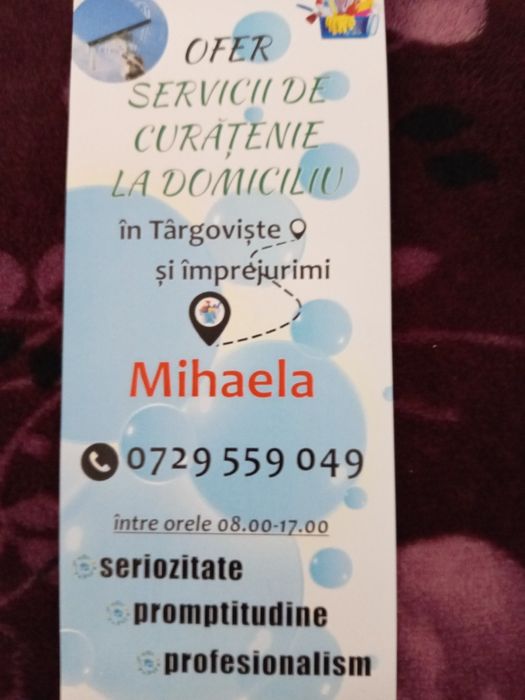 OFER
SERVICII DE
CURĂȚENIE
LA DOMICILIU
în Târgoviște
și împrejurimi
Mihaela
0729 559 049
între orele 08.00-17.00
seriozitate
promptitudine
profesionalism